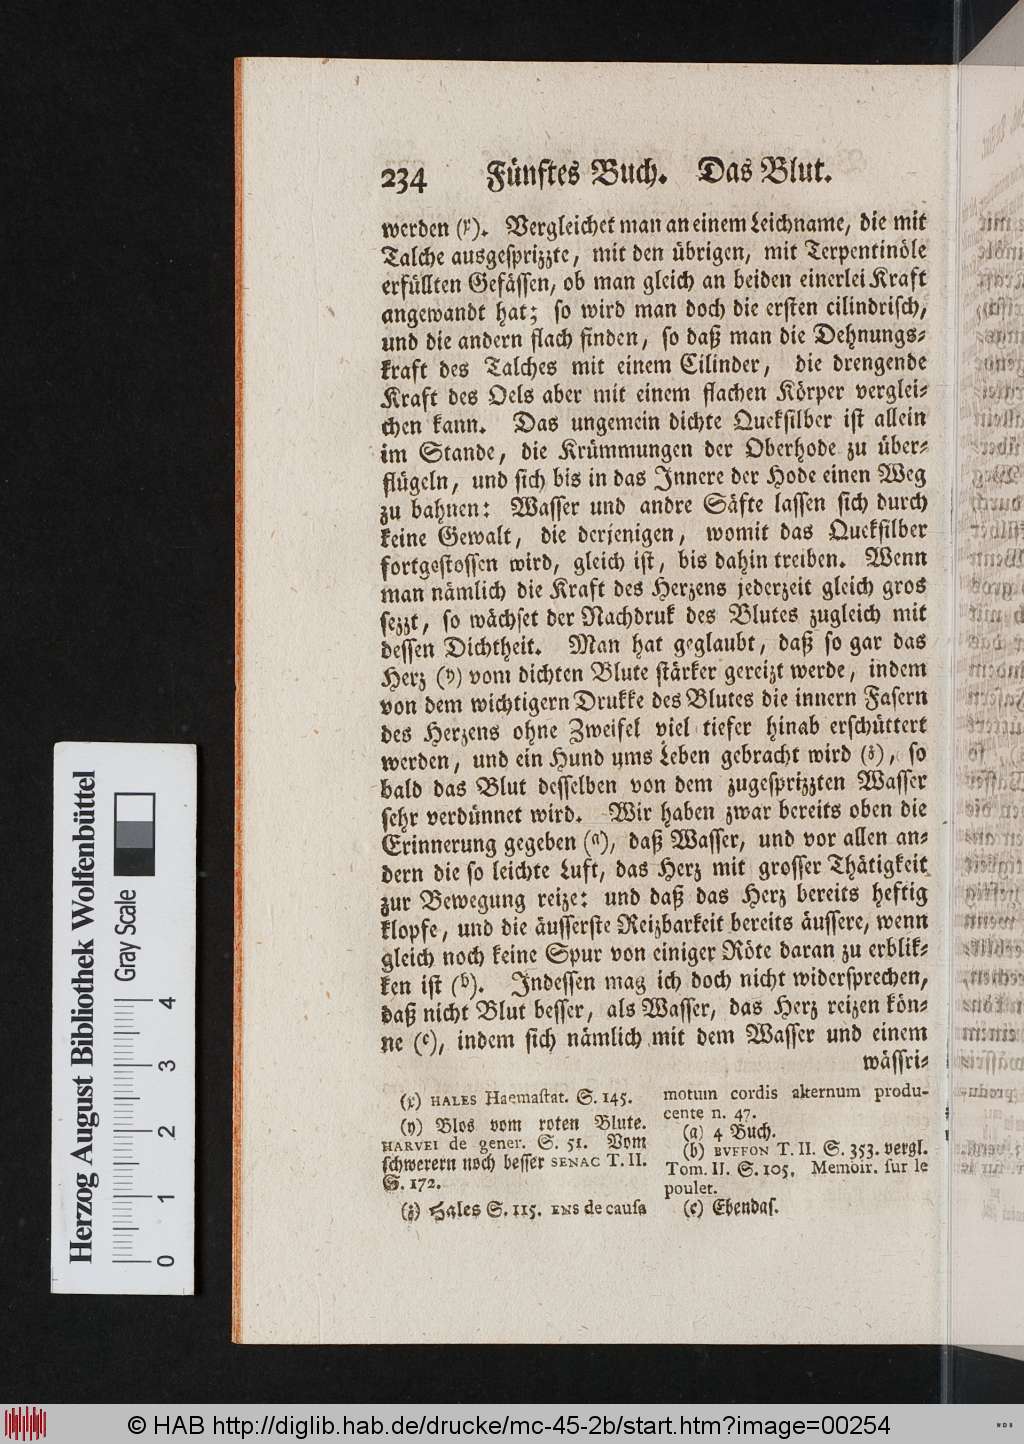 234 Fünftes Buch. Das Blut.
werden (x). Vergleichet man an einem Leichname, die mit
Talche ausgesprizzte, mit den übrigen, mit Terpentinöle
erfüllten Gefässen, ob man gleich an beiden einerlei Kraft
angewandt hat; so wird man doch die ersten cilindrisch,
und die andern flach finden, so daß man die Dehnungs-
kraft des Talches mit einem Cilinder, die drengende
Kraft des Oels aber mit einem flachen Körper verglei-
chen kann. Das ungemein dichte Queksilber ist allein
im Stande, die Krümmungen der Oberhode zu über-
flügeln, und sich bis in das Innere der Hode einen Weg
zu bahnen: Wasser und andre Säfte lassen sich durch
keine Gewalt, die derjenigen, womit das Queksilber
fortgestossen wird, gleich ist, bis dahin treiben. Wenn
man nämlich die Kraft des Herzens jederzeit gleich gros
sezzt, so wächset der Nachdruk des Blutes zugleich mit
dessen Dichtheit. Man hat geglaubt, daß so gar das
Herz (y) vom dichten Blute stärker gereizt werde, indem
von dem wichtigern Drukke des Blutes die innern Fasern
des Herzens ohne Zweifel viel tiefer hinab erschüttert
werden, und ein Hund ums Leben gebracht wird (z), so
bald das Blut desselben von dem zugesprizzten Wasser
sehr verdünnet wird. Wir haben zwar bereits oben die
Erinnerung gegeben (a), daß Wasser, und vor allen an-
dern die so leichte Luft, das Herz mit grosser Thätigkeit
zur Bewegung reize: und daß das Herz bereits heftig
klopfe, und die äusserste Reizbarkeit bereits äussere, wenn
gleich noch keine Spur von einiger Röte daran zu erblik-
ken ist (b). Indessen mag ich doch nicht widersprechen,
daß nicht Blut besser, als Wasser, das Herz reizen kön-
ne (c), indem sich nämlich mit dem Wasser und einem
wässri-
(x) HALES Haemastat. S. 145.
(y) Blos vom roten Blute.
HARVEI de gener. S. 51. Vom
schwerern noch besser SENAC T. II.
S. 172.
(z) Hales S. 115. ENS de causa
motum cordis alternum produ-
cente n. 47.
(a) 4 Buch.
(b) BVFFON T. II. S. 353. vergl.
Tom. II. S. 105. Memoir. sur le
poulet.
(c) Ebendas.
Herzog August Bibliothek Wolfenbüttel
Gray Scale
0 1 2 3 4
© HAB http://diglib.hab.de/drucke/mc-45-2b/start.htm?image=00254